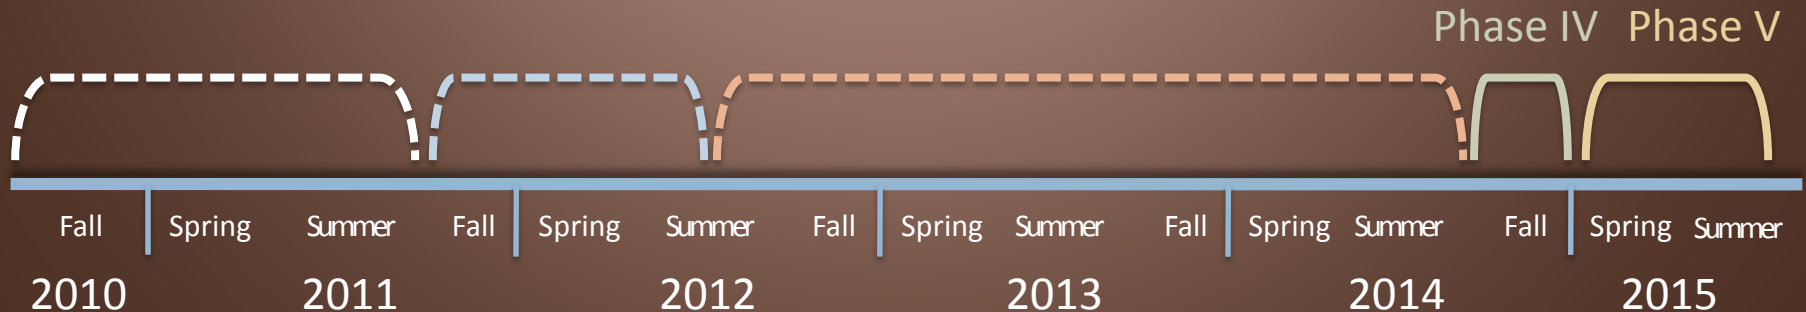 Phase IV Phase V
Fall Spring Summer Fall Spring Summer Fall Spring Summer Fall Spring Summer Fall Spring Summer
2010 2011 2012 2013 2014 2015